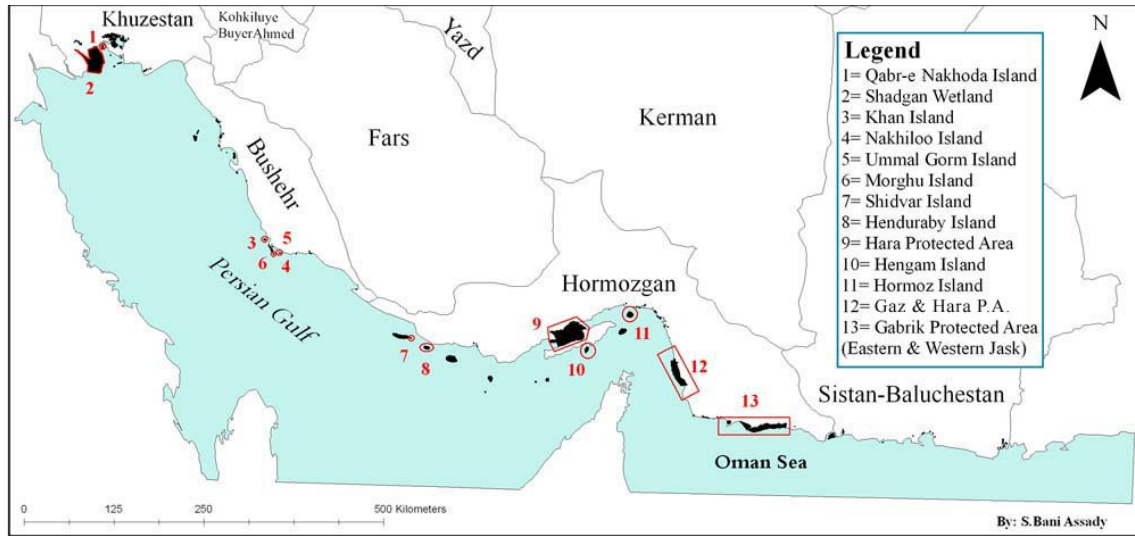 Khuzestan
Kohkiluye
BuyerAhmed
Yazd
N
Legend
1= Qabr-e Nakhoda Island
2= Shadgan Wetland
3= Khan Island
4= Nakhiloo Island
5= Ummal Gorm Island
6= Morghu Island
7= Shidvar Island
8= Henduraby Island
9= Hara Protected Area
10= Hengam Island
11= Hormoz Island
12= Gaz & Hara P.A.
13= Gabrik Protected Area
(Eastern & Western Jask)
1
2
Kerman
Fars
Bushehr
3
5
6
4
Persian Gulf
Hormozgan
9
11
7
8
10
12
13
Sistan-Baluchestan
Oman Sea
0 125 250 500 Kilometers
By: S.Bani Assady